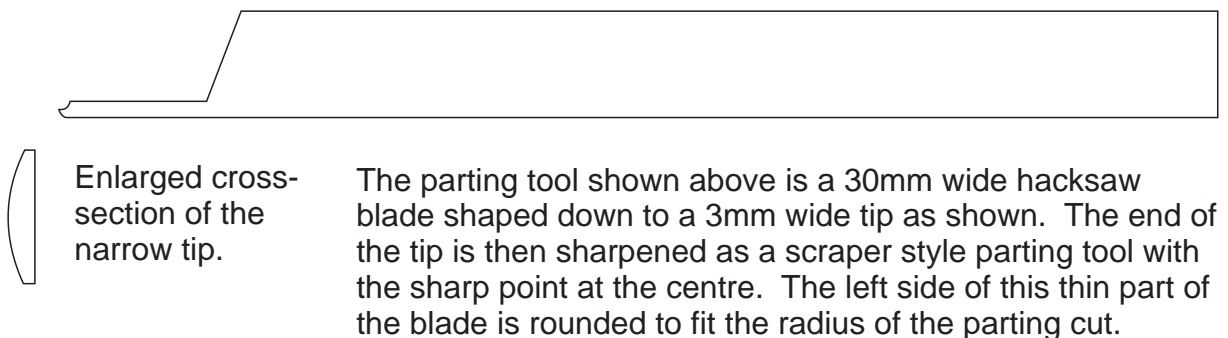 Enlarged cross-
section of the
narrow tip.
The parting tool shown above is a 30mm wide hacksaw
blade shaped down to a 3mm wide tip as shown.  The end of
the tip is then sharpened as a scraper style parting tool with
the sharp point at the centre.  The left side of this thin part of
the blade is rounded to fit the radius of the parting cut.